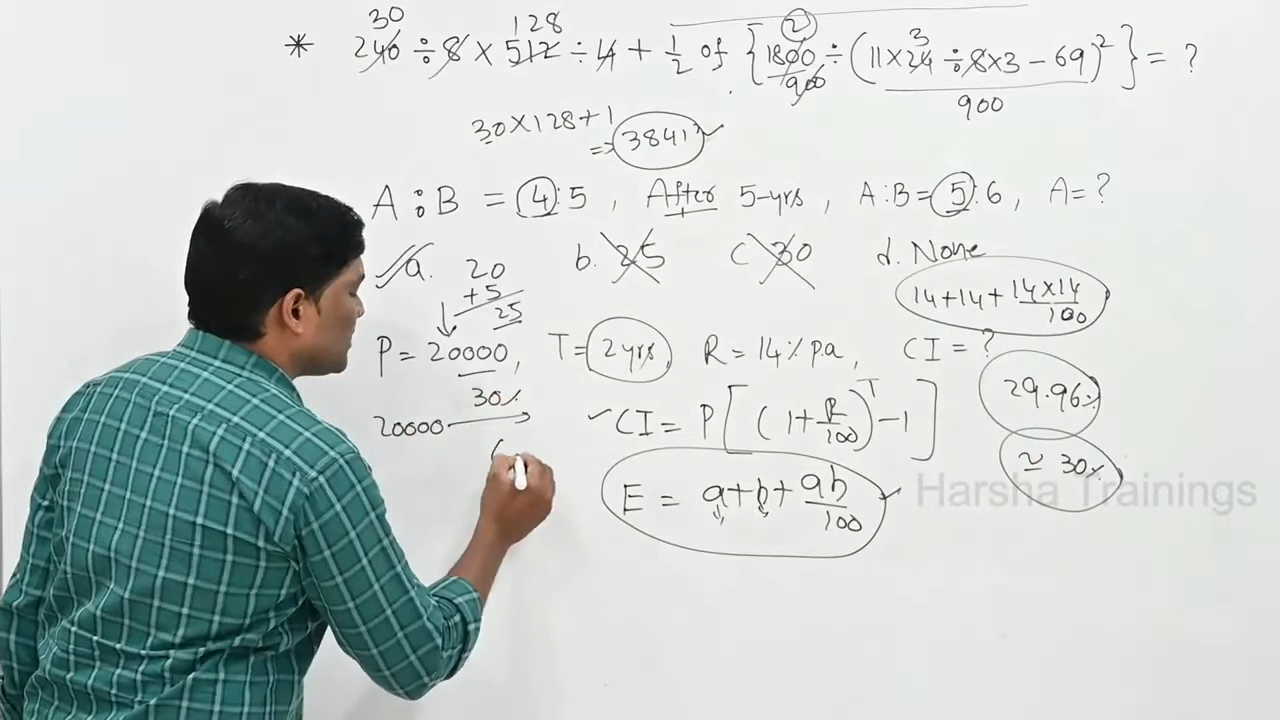 30 128 2 3
* 240 ÷ 8 × 512 ÷ 4 + 1/2 of { 1800/900 ÷ (11×24 ÷ 8×3 − 69)² } = ?
900
30×128+1
=> 3841
A : B = 4:5 , After 5-yrs , A:B = 5:6 , A = ?
a. 20 b. 25 c 30 d. None
+5
25
14+14+ 14×14/100
P = 20000, T = 2 yrs, R = 14% p.a, CI = ?
30%
20000
CI = P[(1+R/100)^T − 1]
29.96%
E = a+b+ ab/100
≃ 30%
Harsha Trainings